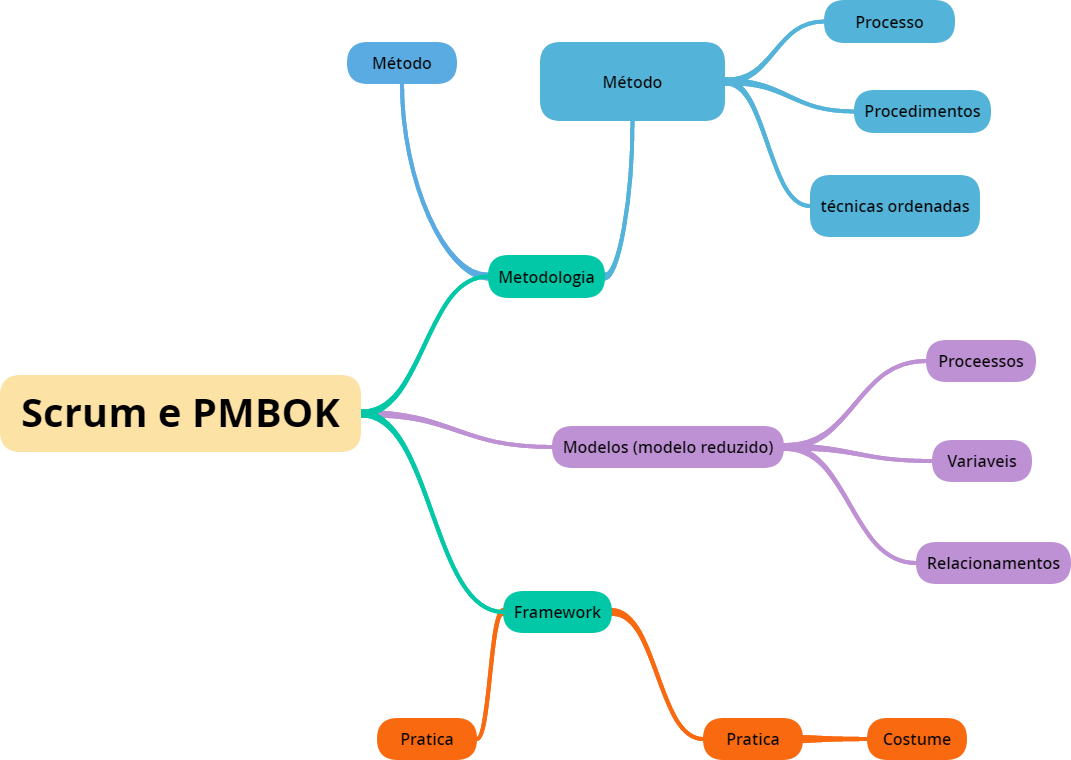 Processo
Método
Método
Procedimentos
técnicas ordenadas
Metodologia
Proceessos
Scrum e PMBOK
Modelos (modelo reduzido)
Variaveis
Relacionamentos
Framework
Pratica
Pratica
Costume